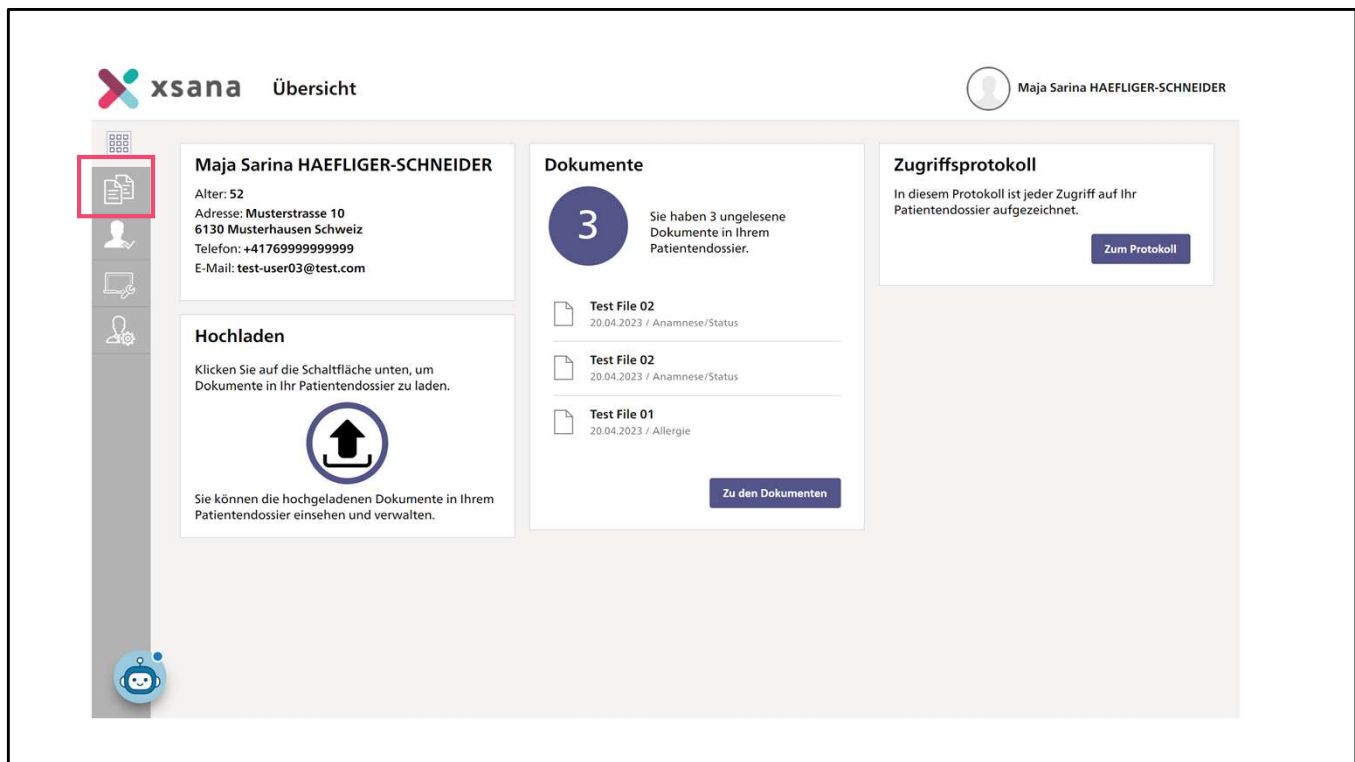 xsana
Übersicht
Maja Sarina HAEFLIGER-SCHNEIDER
Maja Sarina HAEFLIGER-SCHNEIDER
Alter: 52
Adresse: Musterstrasse 10
6130 Musterhausen Schweiz
Telefon: +41769999999999
E-Mail: test-user03@test.com
Hochladen
Klicken Sie auf die Schaltfläche unten, um
Dokumente in Ihr Patientendossier zu laden.
Sie können die hochgeladenen Dokumente in Ihrem
Patientendossier einsehen und verwalten.
Dokumente
3
Sie haben 3 ungelesene
Dokumente in Ihrem
Patientendossier.
Test File 02
20.04.2023 / Anamnese/Status
Test File 02
20.04.2023 / Anamnese/Status
Test File 01
20.04.2023 / Allergie
Zu den Dokumenten
Zugriffsprotokoll
In diesem Protokoll ist jeder Zugriff auf Ihr
Patientendossier aufgezeichnet.
Zum Protokoll